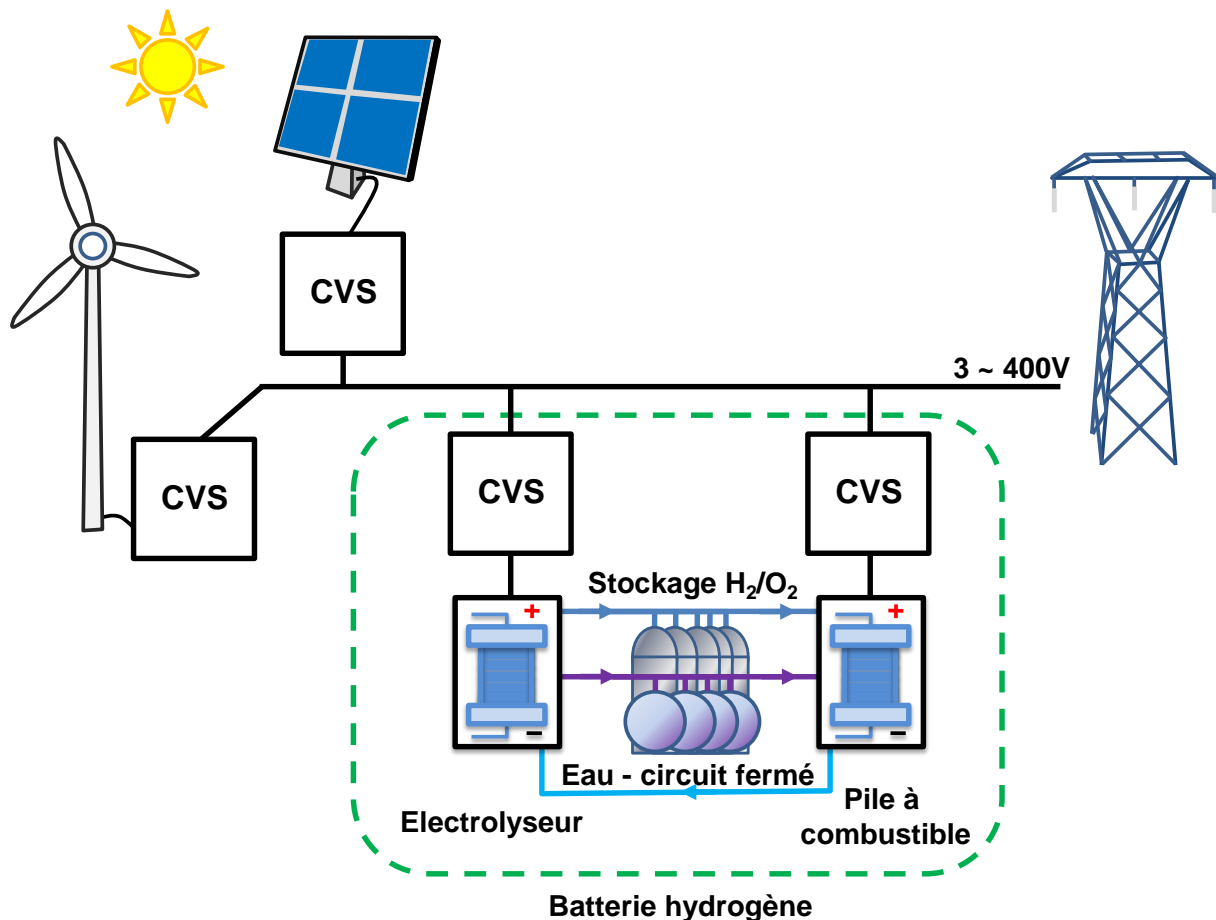 CVS
3 ~ 400V
CVS
CVS
CVS
Stockage H₂/O₂
+
+
-
-
Eau - circuit fermé
Electrolyseur
Pile à
combustible
Batterie hydrogène